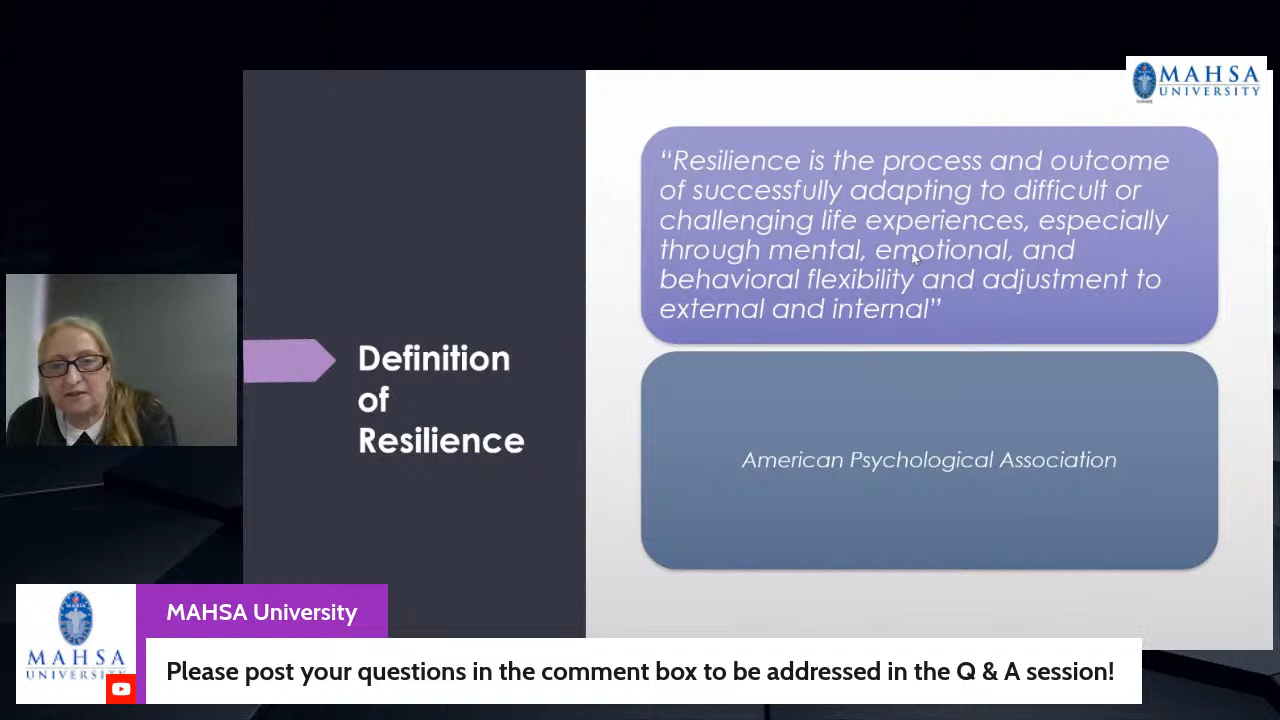 MAHSA
UNIVERSITY
“Resilience is the process and outcome
of successfully adapting to difficult or
challenging life experiences, especially
through mental, emotional, and
behavioral flexibility and adjustment to
external and internal”
Definition
of
Resilience
American Psychological Association
MAHSA University
MAHSA
UNIVERSITY
Please post your questions in the comment box to be addressed in the Q & A session!